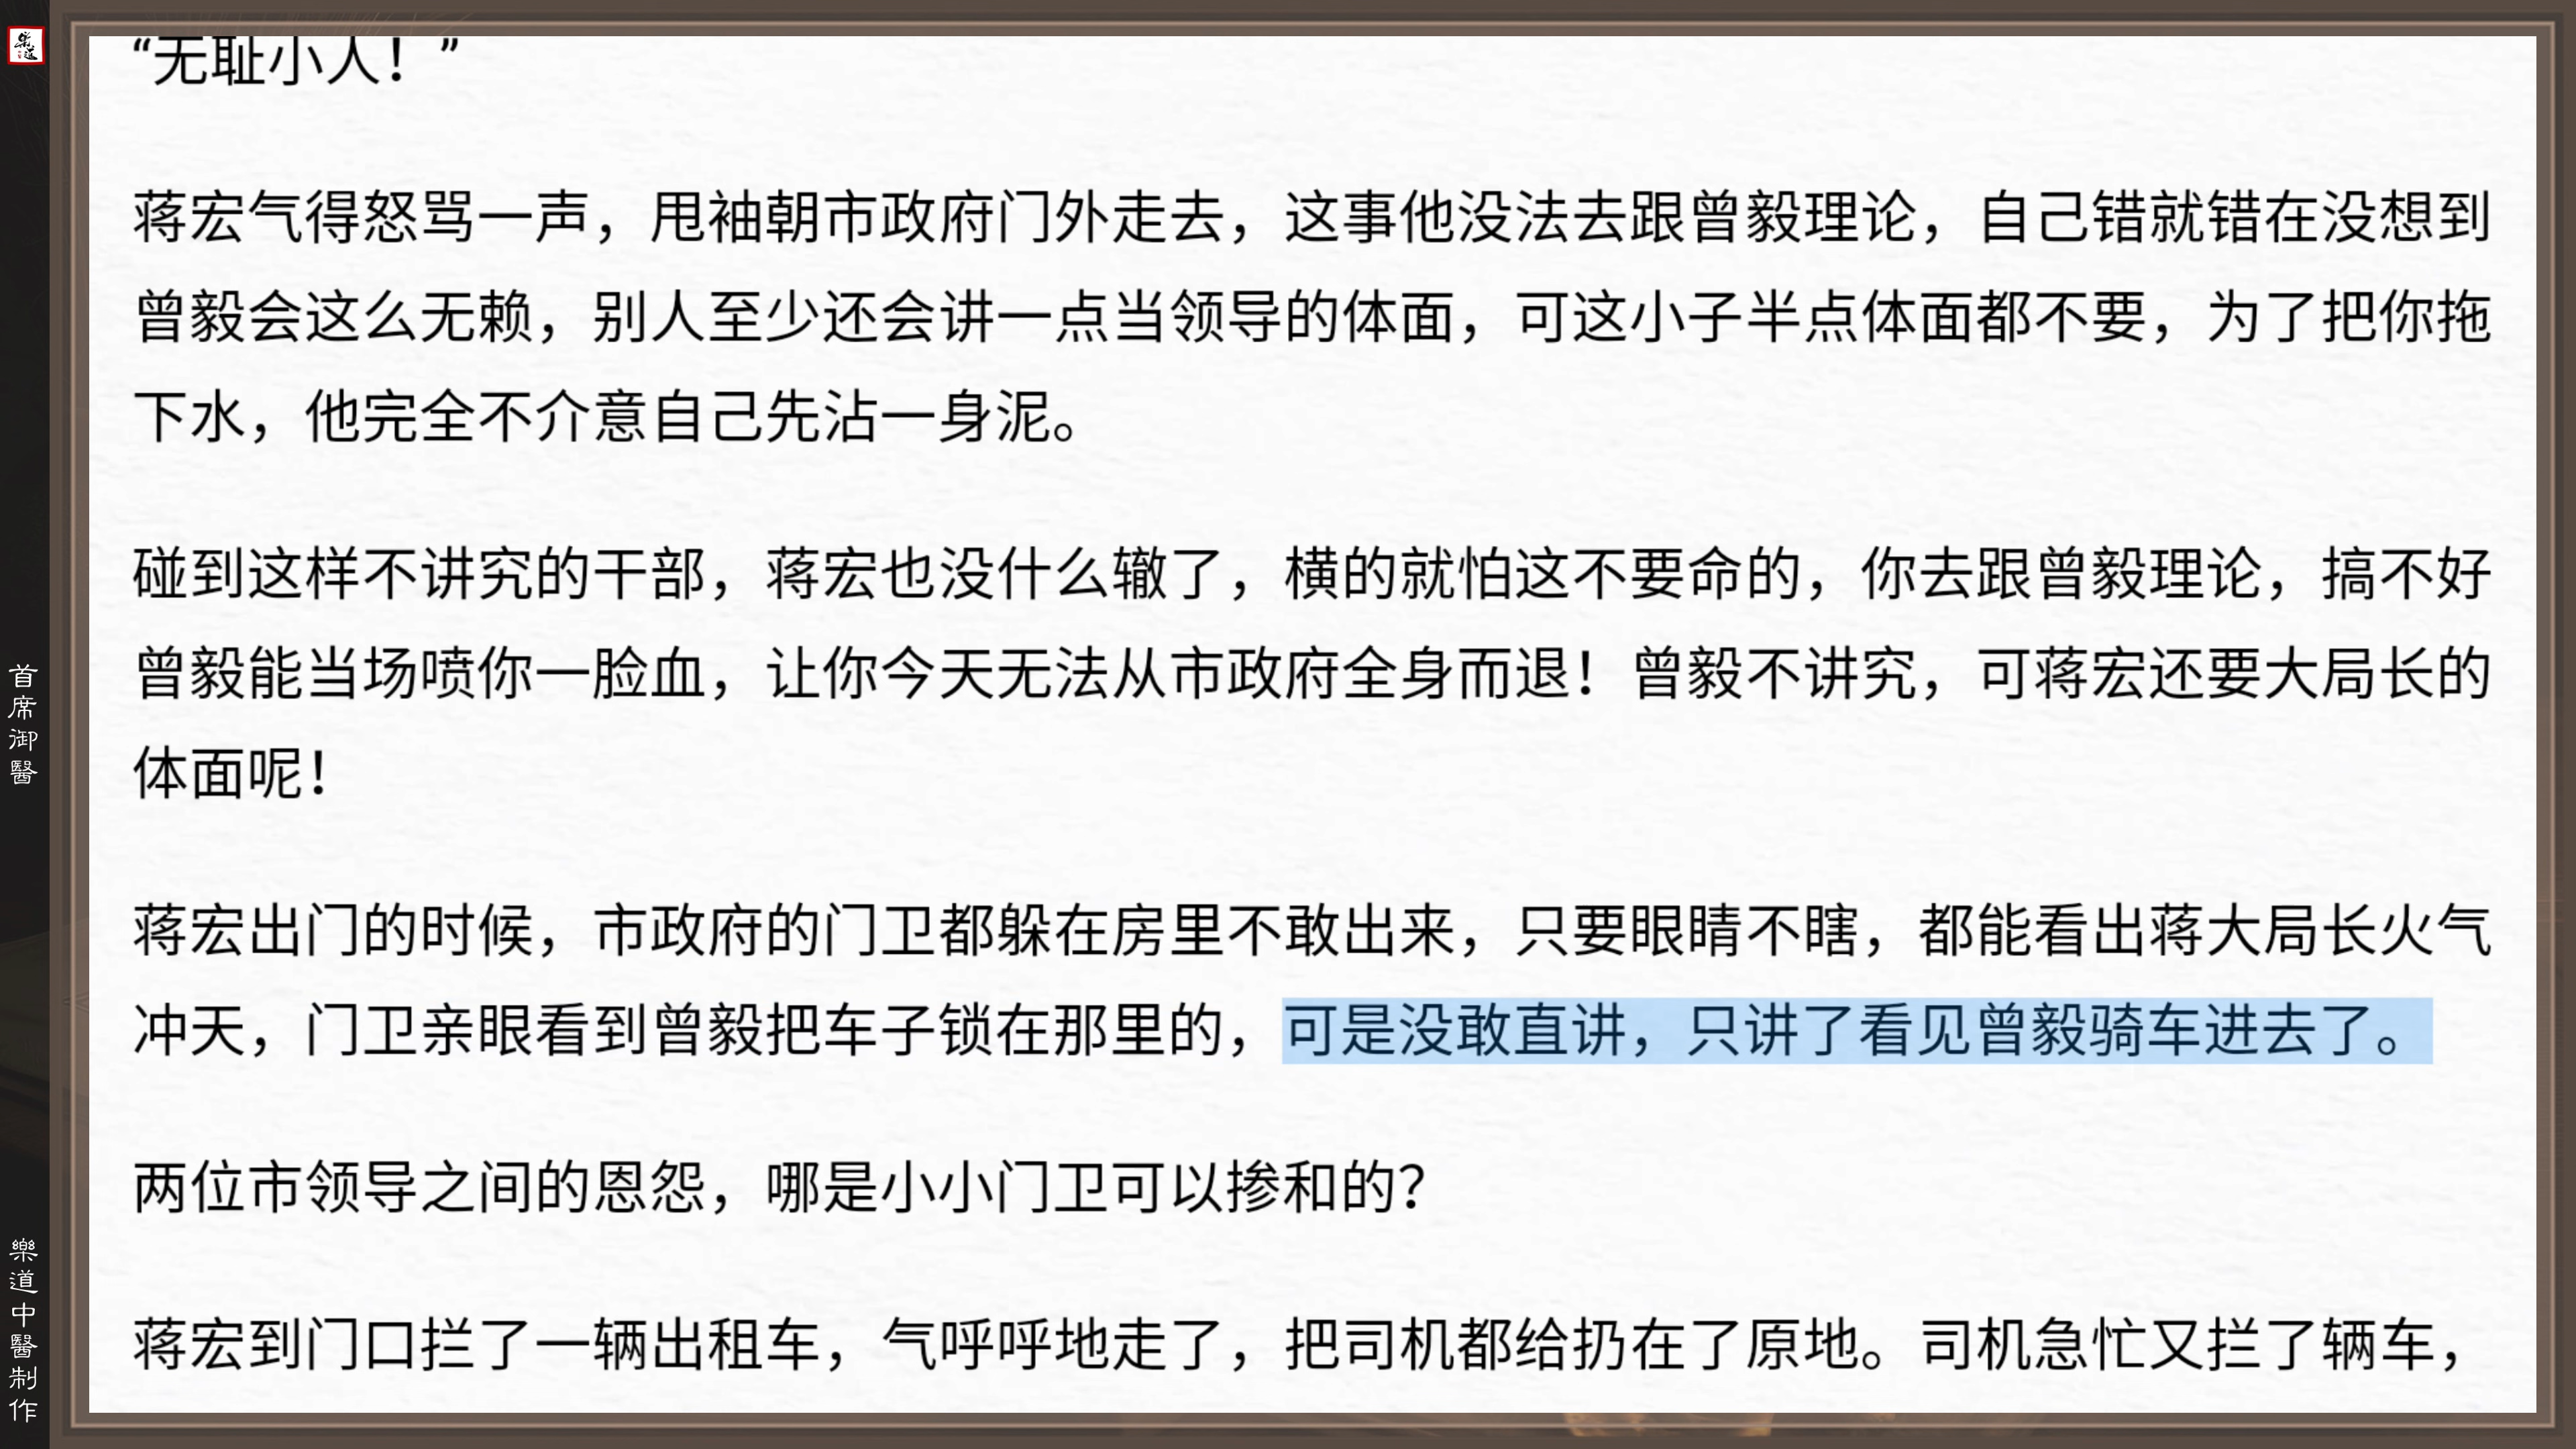 “无耻小人！”
蒋宏气得怒骂一声，甩袖朝市政府门外走去，这事他没法去跟曾毅理论，自己错就错在没想到
曾毅会这么无赖，别人至少还会讲一点当领导的体面，可这小子半点体面都不要，为了把你拖
下水，他完全不介意自己先沾一身泥。
碰到这样不讲究的干部，蒋宏也没什么辙了，横的就怕这不要命的，你去跟曾毅理论，搞不好
曾毅能当场喷你一脸血，让你今天无法从市政府全身而退！曾毅不讲究，可蒋宏还要大局长的
体面呢！
蒋宏出门的时候，市政府的门卫都躲在房里不敢出来，只要眼睛不瞎，都能看出蒋大局长火气
冲天，门卫亲眼看到曾毅把车子锁在那里的，可是没敢直讲，只讲了看见曾毅骑车进去了。
两位市领导之间的恩怨，哪是小小门卫可以掺和的？
蒋宏到门口拦了一辆出租车，气呼呼地走了，把司机都给扔在了原地。司机急忙又拦了辆车，
首席御醫
樂道中醫制作
樂道